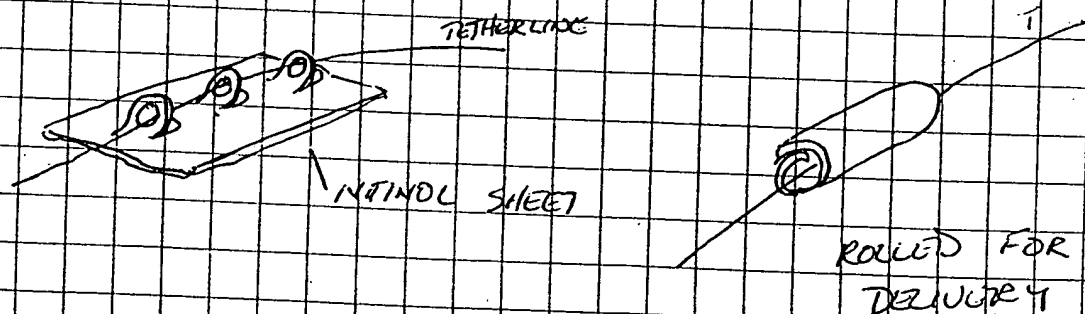 TETHERLINE
NITINOL SHEET
T
ROLLED FOR
DELIVERY